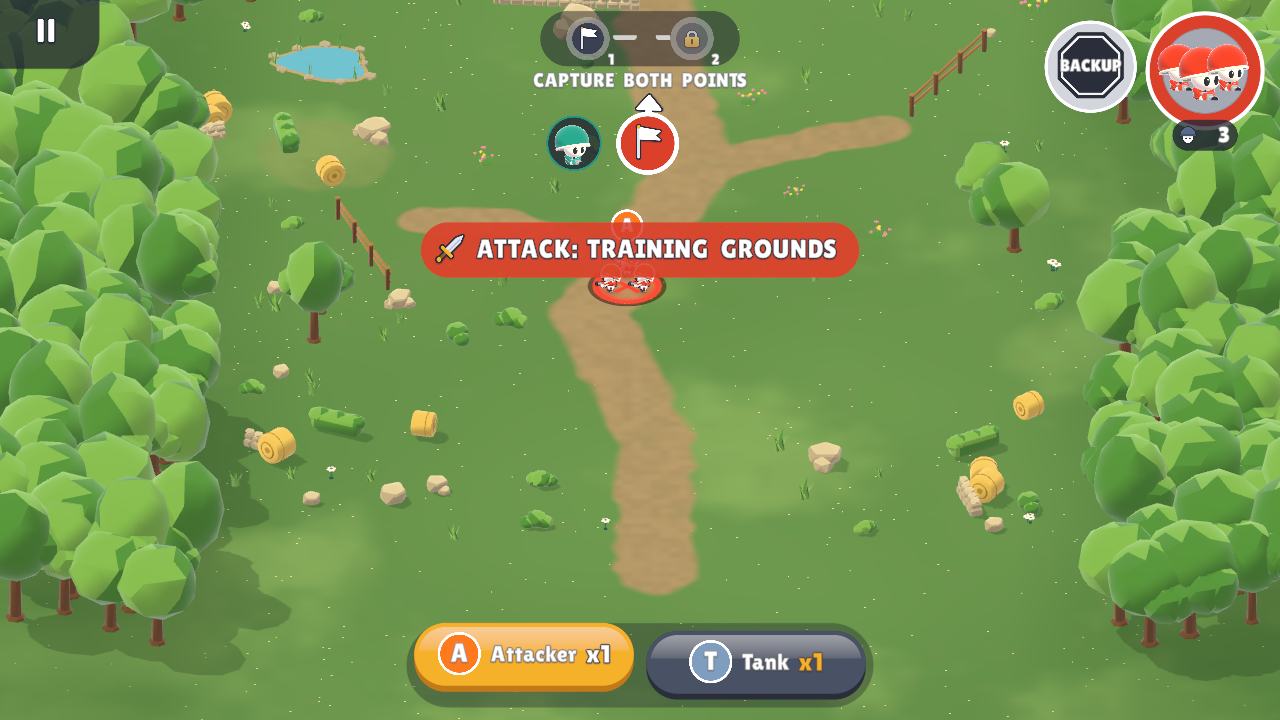 1
2
CAPTURE BOTH POINTS
BACKUP
3
A
ATTACK: TRAINING GROUNDS
A Attacker x1
T Tank x1